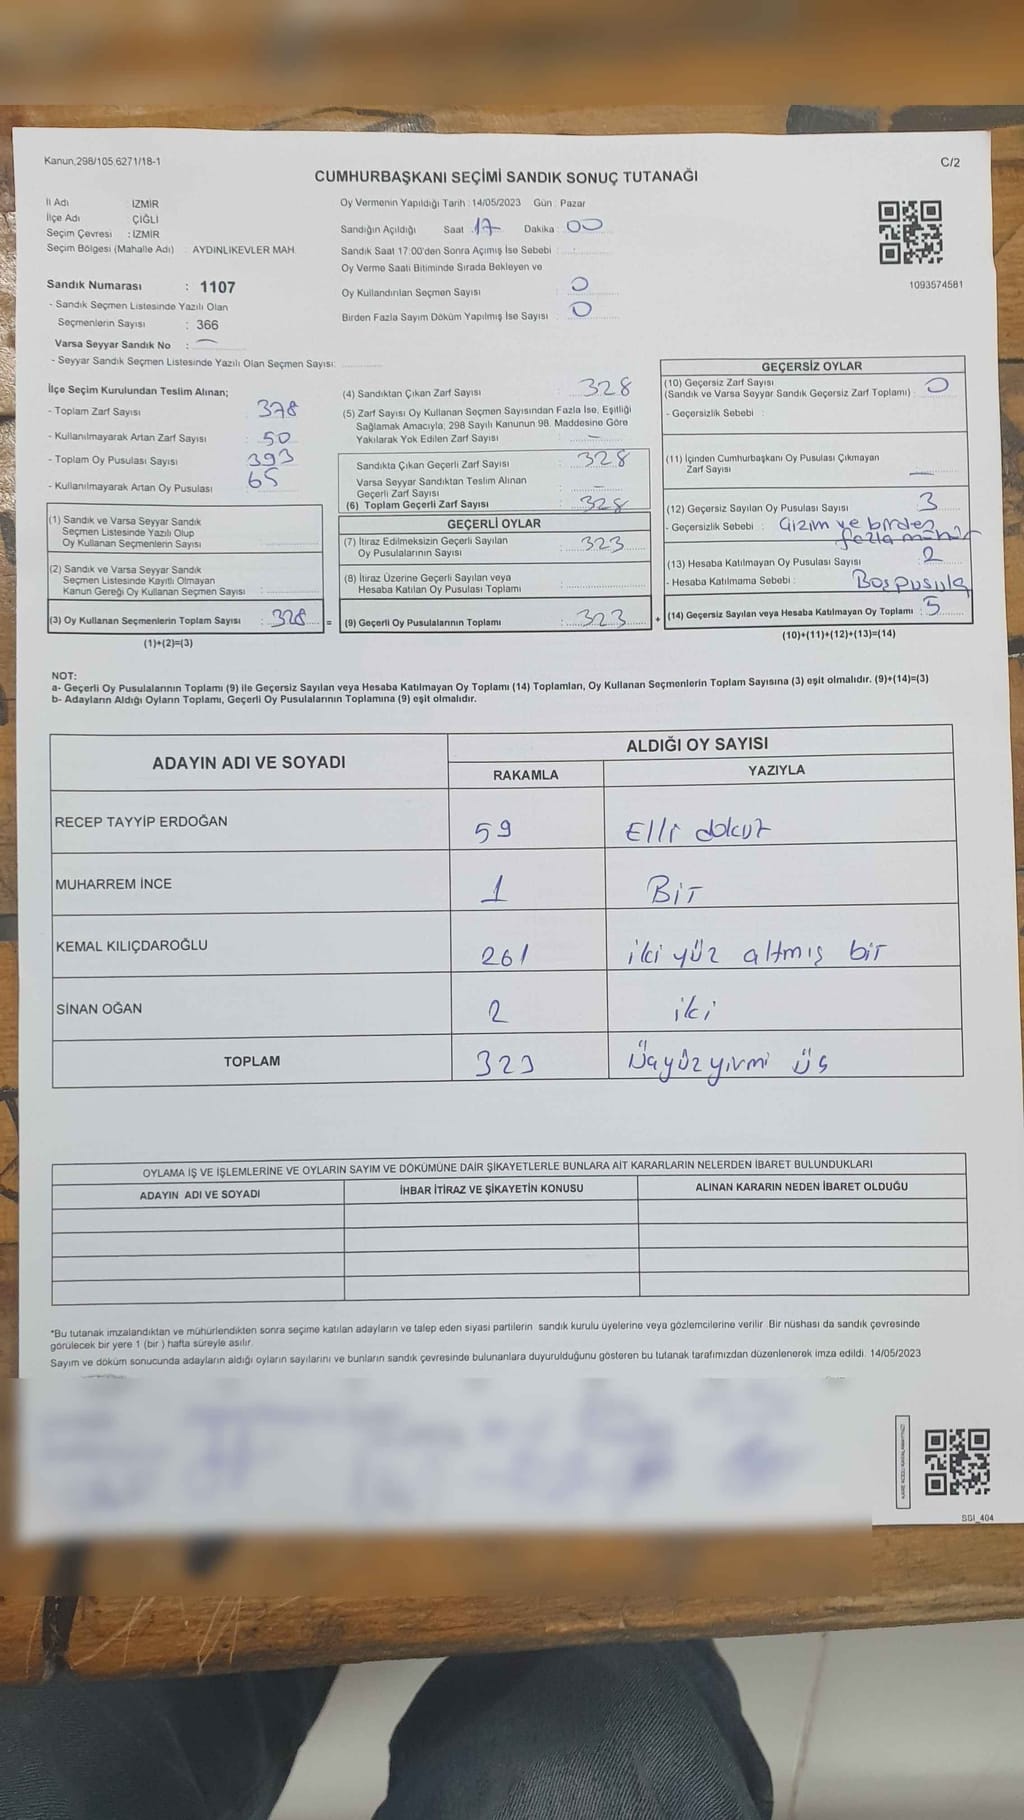 Kanun,298/105,6271/18-1
C/2
CUMHURBAŞKANI SEÇİMİ SANDIK SONUÇ TUTANAĞI
İl Adı İZMİR
İlçe Adı ÇİĞLİ
Seçim Çevresi : İZMİR
Seçim Bölgesi (Mahalle Adı) : AYDINLIKEVLER MAH.
Sandık Numarası : 1107
- Sandık Seçmen Listesinde Yazılı Olan
Seçmenlerin Sayısı : 366
Varsa Seyyar Sandık No : —
- Seyyar Sandık Seçmen Listesinde Yazılı Olan Seçmen Sayısı:
Oy Vermenin Yapıldığı Tarih : 14/05/2023 Gün : Pazar
Sandığın Açıldığı Saat : 17 Dakika : 00
Sandık Saat 17:00'den Sonra Açımış İse Sebebi :
Oy Verme Saati Bitiminde Sırada Bekleyen ve
Oy Kullandırılan Seçmen Sayısı : 0
Birden Fazla Sayım Döküm Yapılmış İse Sayısı : 0
1093574581
İlçe Seçim Kurulundan Teslim Alınan;
- Toplam Zarf Sayısı : 378
- Kullanılmayarak Artan Zarf Sayısı : 50
- Toplam Oy Pusulası Sayısı : 393
- Kullanılmayarak Artan Oy Pusulası : 65
(1) Sandık ve Varsa Seyyar Sandık
Seçmen Listesinde Yazılı Olup
Oy Kullanan Seçmenlerin Sayısı :
(2) Sandık ve Varsa Seyyar Sandık
Seçmen Listesinde Kayıtlı Olmayan
Kanun Gereği Oy Kullanan Seçmen Sayısı :
(3) Oy Kullanan Seçmenlerin Toplam Sayısı : 328 =
(1)+(2)=(3)
(4) Sandıktan Çıkan Zarf Sayısı : 328
(5) Zarf Sayısı Oy Kullanan Seçmen Sayısından Fazla İse, Eşitliği
Sağlamak Amacıyla; 298 Sayılı Kanunun 98. Maddesine Göre
Yakılarak Yok Edilen Zarf Sayısı : —
Sandıkta Çıkan Geçerli Zarf Sayısı : 328
Varsa Seyyar Sandıktan Teslim Alınan
Geçerli Zarf Sayısı : —
(6) Toplam Geçerli Zarf Sayısı : 328
GEÇERLİ OYLAR
(7) İtiraz Edilmeksizin Geçerli Sayılan
Oy Pusulalarının Sayısı : 323
(8) İtiraz Üzerine Geçerli Sayılan veya
Hesaba Katılan Oy Pusulası Toplamı :
(9) Geçerli Oy Pusulalarının Toplamı : 323 +
GEÇERSİZ OYLAR
(10) Geçersiz Zarf Sayısı
(Sandık ve Varsa Seyyar Sandık Geçersiz Zarf Toplamı) : 0
- Geçersizlik Sebebi :
(11) İçinden Cumhurbaşkanı Oy Pusulası Çıkmayan
Zarf Sayısı : —
(12) Geçersiz Sayılan Oy Pusulası Sayısı : 3
- Geçersizlik Sebebi : Çizim ve birden
fazla mühür
(13) Hesaba Katılmayan Oy Pusulası Sayısı : 2
- Hesaba Katılmama Sebebi : Boş pusula
(14) Geçersiz Sayılan veya Hesaba Katılmayan Oy Toplamı : 5
(10)+(11)+(12)+(13)=(14)
NOT:
a- Geçerli Oy Pusulalarının Toplamı (9) ile Geçersiz Sayılan veya Hesaba Katılmayan Oy Toplamı (14) Toplamları, Oy Kullanan Seçmenlerin Toplam Sayısına (3) eşit olmalıdır. (9)+(14)=(3)
b- Adayların Aldığı Oyların Toplamı, Geçerli Oy Pusulalarının Toplamına (9) eşit olmalıdır.
ADAYIN ADI VE SOYADI
ALDIĞI OY SAYISI
RAKAMLA YAZIYLA
RECEP TAYYİP ERDOĞAN 59 Elli dokuz
MUHARREM İNCE 1 Bir
KEMAL KILIÇDAROĞLU 261 iki yüz altmış bir
SİNAN OĞAN 2 iki
TOPLAM 323 Üçyüzyirmi üç
OYLAMA İŞ VE İŞLEMLERİNE VE OYLARIN SAYIM VE DÖKÜMÜNE DAİR ŞİKAYETLERLE BUNLARA AİT KARARLARIN NELERDEN İBARET BULUNDUKLARI
ADAYIN ADI VE SOYADI İHBAR İTİRAZ VE ŞİKAYETİN KONUSU ALINAN KARARIN NEDEN İBARET OLDUĞU
*Bu tutanak imzalandıktan ve mühürlendikten sonra seçime katılan adayların ve talep eden siyasi partilerin sandık kurulu üyelerine veya gözlemcilerine verilir. Bir nüshası da sandık çevresinde
görülecek bir yere 1 (bir ) hafta süreyle asılır.
Sayım ve döküm sonucunda adayların aldığı oyların sayılarını ve bunların sandık çevresinde bulunanlara duyurulduğunu gösteren bu tutanak tarafımızdan düzenlenerek imza edildi. 14/05/2023
SGI_404